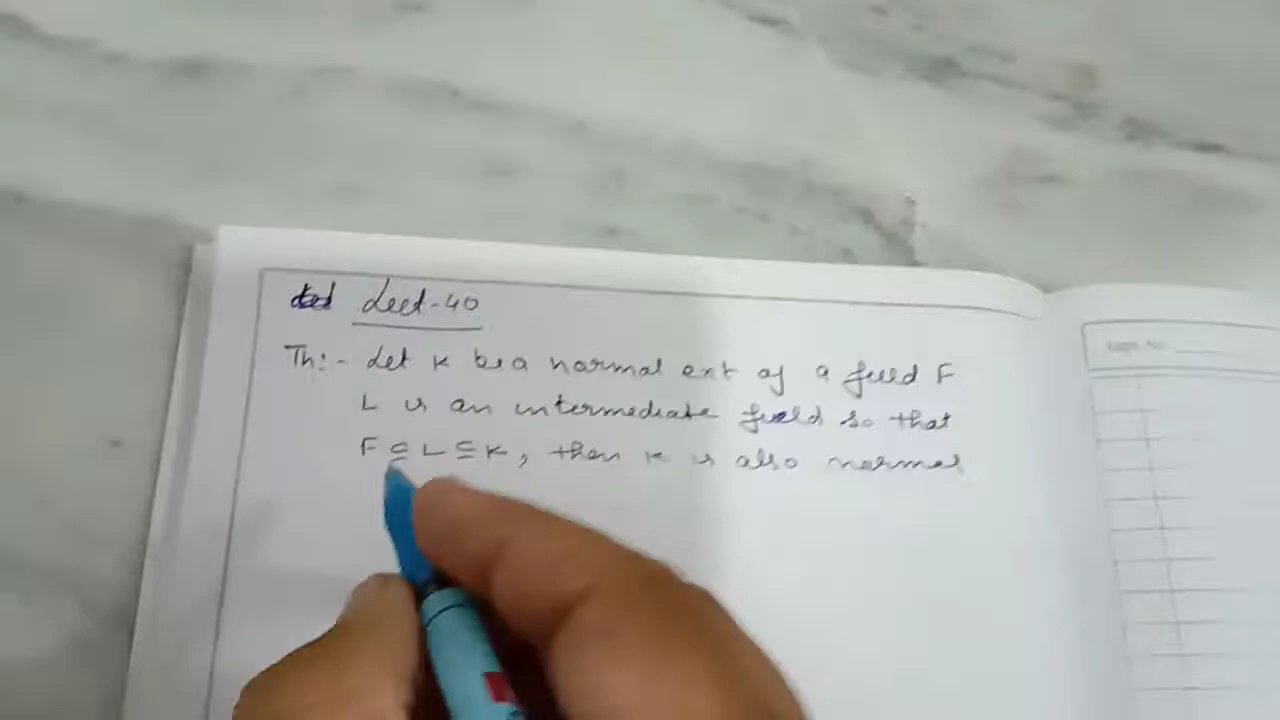 Lect-40
Th:- Let K be a normal ext of a field F
L is an intermediate field so that
F ⊆ L ⊆ K, then K is also normal